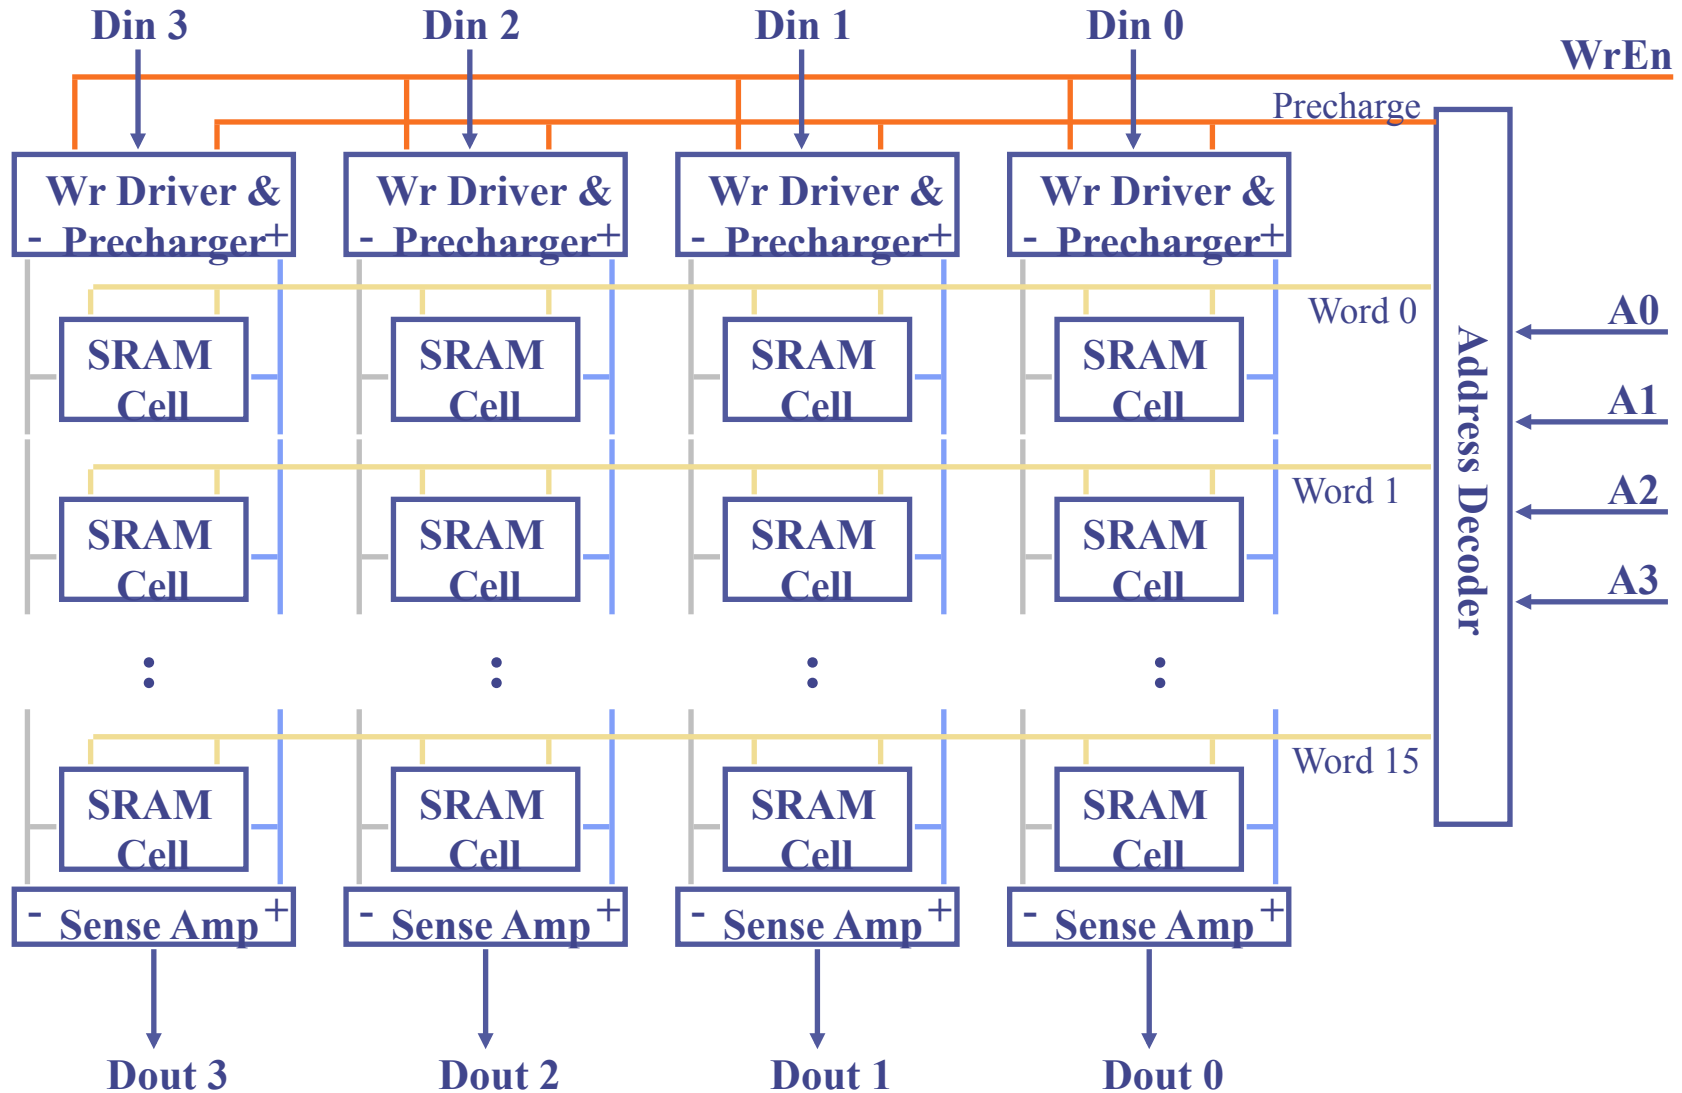 Din 3
Din 2
Din 1
Din 0
WrEn
Precharge
Wr Driver &
- Precharger +
Wr Driver &
- Precharger +
Wr Driver &
- Precharger +
Wr Driver &
- Precharger +
Word 0
SRAM
Cell
SRAM
Cell
SRAM
Cell
SRAM
Cell
Word 1
SRAM
Cell
SRAM
Cell
SRAM
Cell
SRAM
Cell
:
:
:
:
Word 15
SRAM
Cell
SRAM
Cell
SRAM
Cell
SRAM
Cell
- Sense Amp +
- Sense Amp +
- Sense Amp +
- Sense Amp +
Dout 3
Dout 2
Dout 1
Dout 0
Address Decoder
A0
A1
A2
A3